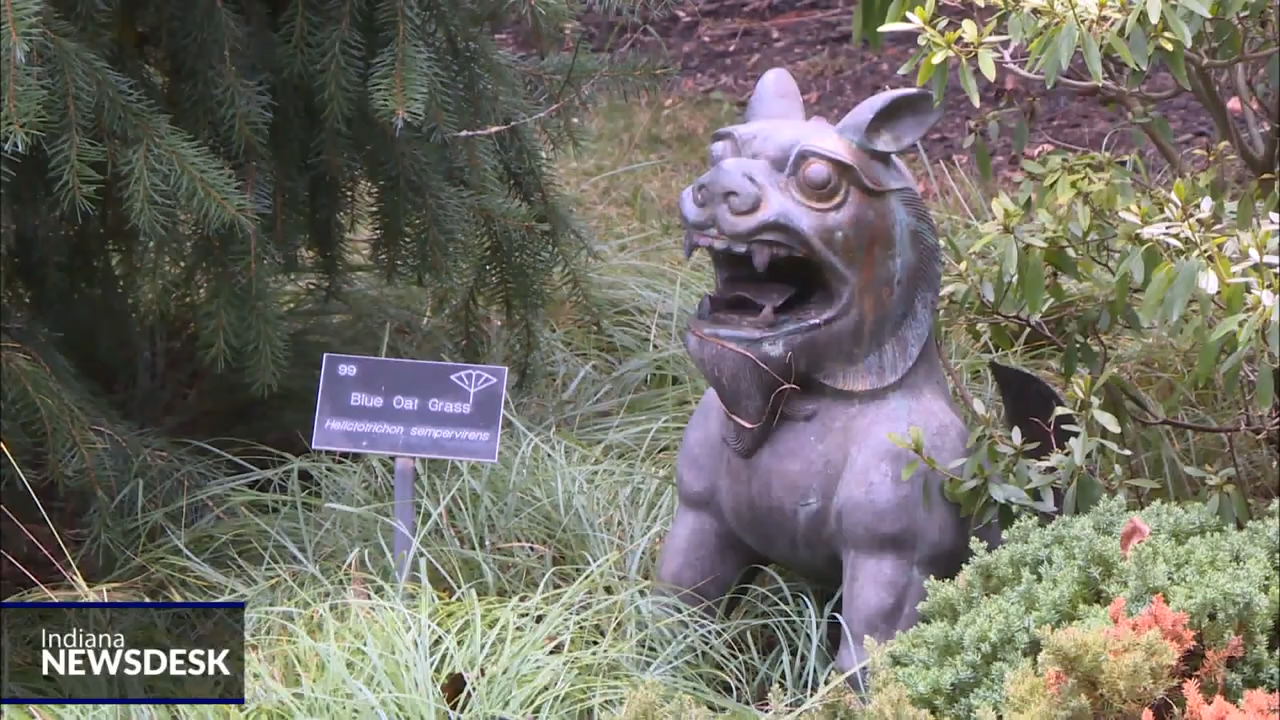 99
Blue Oat Grass
Helictotrichon sempervirens
Indiana
NEWSDESK